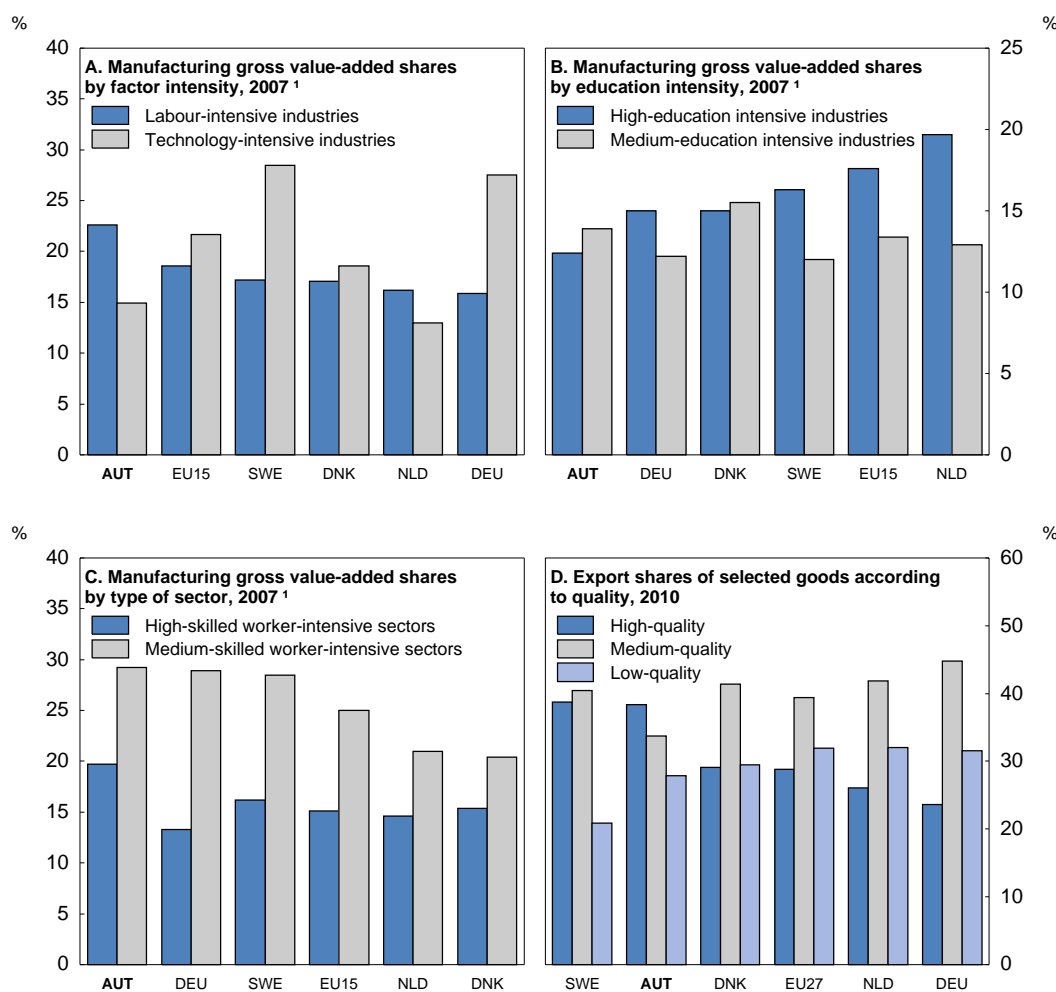 %
%
40
35
30
25
20
15
10
5
0
A. Manufacturing gross value-added shares
by factor intensity, 2007 ¹
Labour-intensive industries
Technology-intensive industries
AUT EU15 SWE DNK NLD DEU
B. Manufacturing gross value-added shares
by education intensity, 2007 ¹
High-education intensive industries
Medium-education intensive industries
25
20
15
10
5
0
AUT DEU DNK SWE EU15 NLD
%
%
40
35
30
25
20
15
10
5
0
C. Manufacturing gross value-added shares
by type of sector, 2007 ¹
High-skilled worker-intensive sectors
Medium-skilled worker-intensive sectors
AUT DEU SWE EU15 NLD DNK
D. Export shares of selected goods according
to quality, 2010
High-quality
Medium-quality
Low-quality
60
50
40
30
20
10
0
SWE AUT DNK EU27 NLD DEU